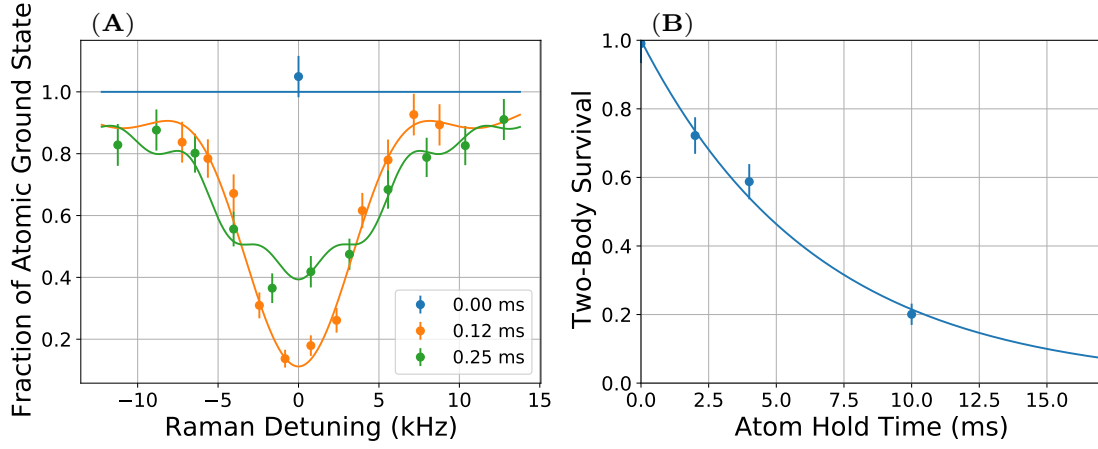 (A)
Fraction of Atomic Ground State
1.0
0.8
0.6
0.4
0.2
−10
−5
0
5
10
15
Raman Detuning (kHz)
0.00 ms
0.12 ms
0.25 ms
(B)
Two-Body Survival
1.0
0.8
0.6
0.4
0.2
0.0
0.0
2.5
5.0
7.5
10.0
12.5
15.0
Atom Hold Time (ms)